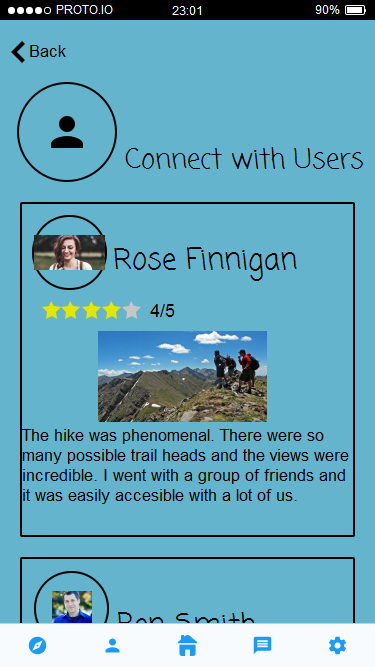 PROTO.IO 23:01 90%
Back
Connect with Users
Rose Finnigan
4/5
The hike was phenomenal. There were so
many possible trail heads and the views were
incredible. I went with a group of friends and
it was easily accesible with a lot of us.
Ron Smith